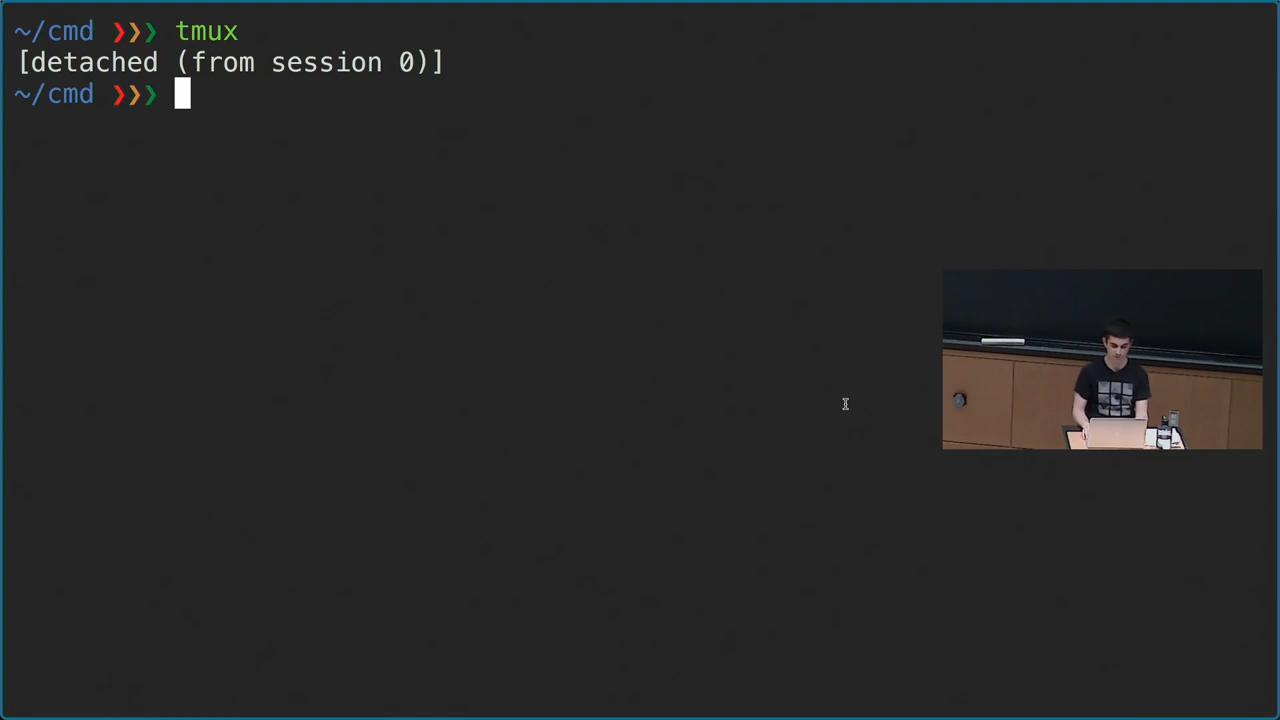 ~/cmd ❯❯❯ tmux
[detached (from session 0)]
~/cmd ❯❯❯